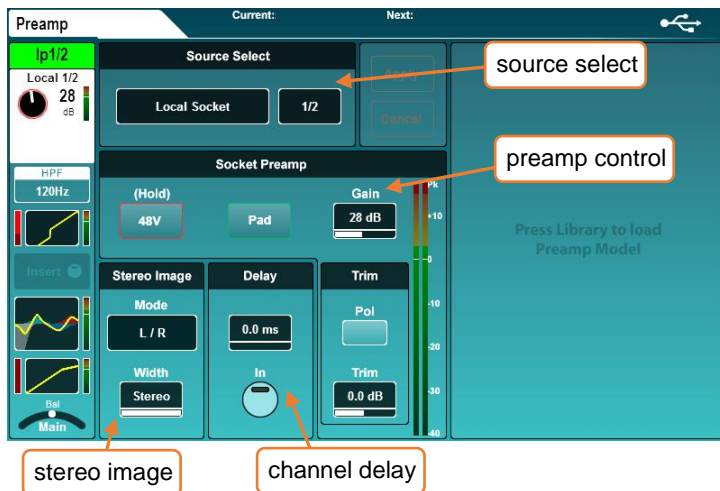 Preamp
Current:
Next:
Ip1/2
Local 1/2
28
dB
HPF
120Hz
Insert
Bal
Main
Source Select
Local Socket
1/2
Apply
Cancel
source select
Socket Preamp
(Hold)
48V
Pad
Gain
28 dB
preamp control
Pk
+10
0
-10
-20
-30
-40
Press Library to load
Preamp Model
Stereo Image
Mode
L / R
Width
Stereo
Delay
0.0 ms
In
Trim
Pol
Trim
0.0 dB
stereo image
channel delay